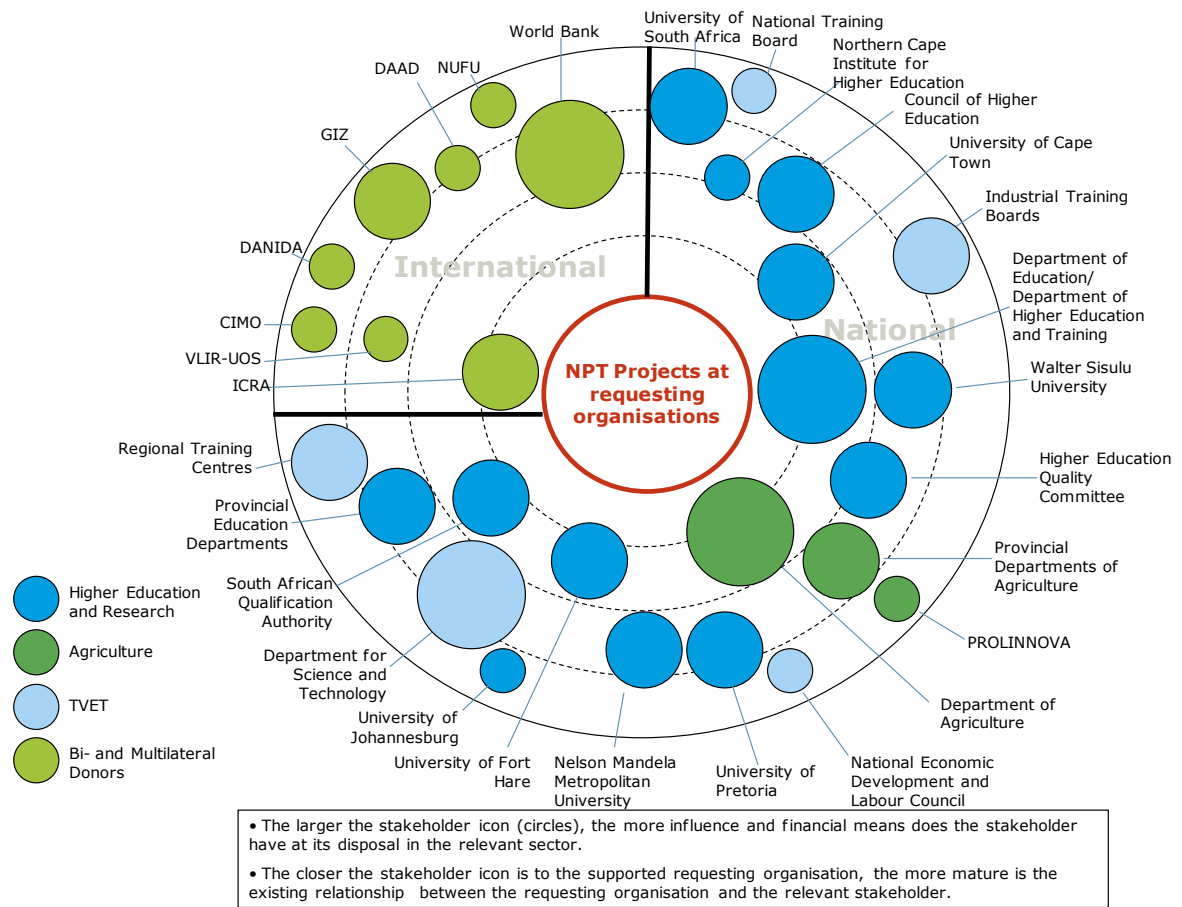 World Bank
DAAD
NUFU
GIZ
DANIDA
CIMO
VLIR-UOS
ICRA
International
University of
South Africa
National Training
Board
Northern Cape
Institute for
Higher Education
Council of Higher
Education
University of Cape
Town
Industrial Training
Boards
Department of
Education/
Department of
Higher Education
and Training
National
Walter Sisulu
University
Higher Education
Quality
Committee
Provincial
Departments of
Agriculture
PROLINNOVA
Department of
Agriculture
National Economic
Development and
Labour Council
University of
Pretoria
Nelson Mandela
Metropolitan
University
University of Fort
Hare
University of
Johannesburg
Department for
Science and
Technology
South African
Qualification
Authority
Provincial
Education
Departments
Regional Training
Centres
NPT Projects at
requesting
organisations
Higher Education
and Research
Agriculture
TVET
Bi- and Multilateral
Donors
• The larger the stakeholder icon (circles), the more influence and financial means does the stakeholder
have at its disposal in the relevant sector.
• The closer the stakeholder icon is to the supported requesting organisation, the more mature is the
existing relationship between the requesting organisation and the relevant stakeholder.